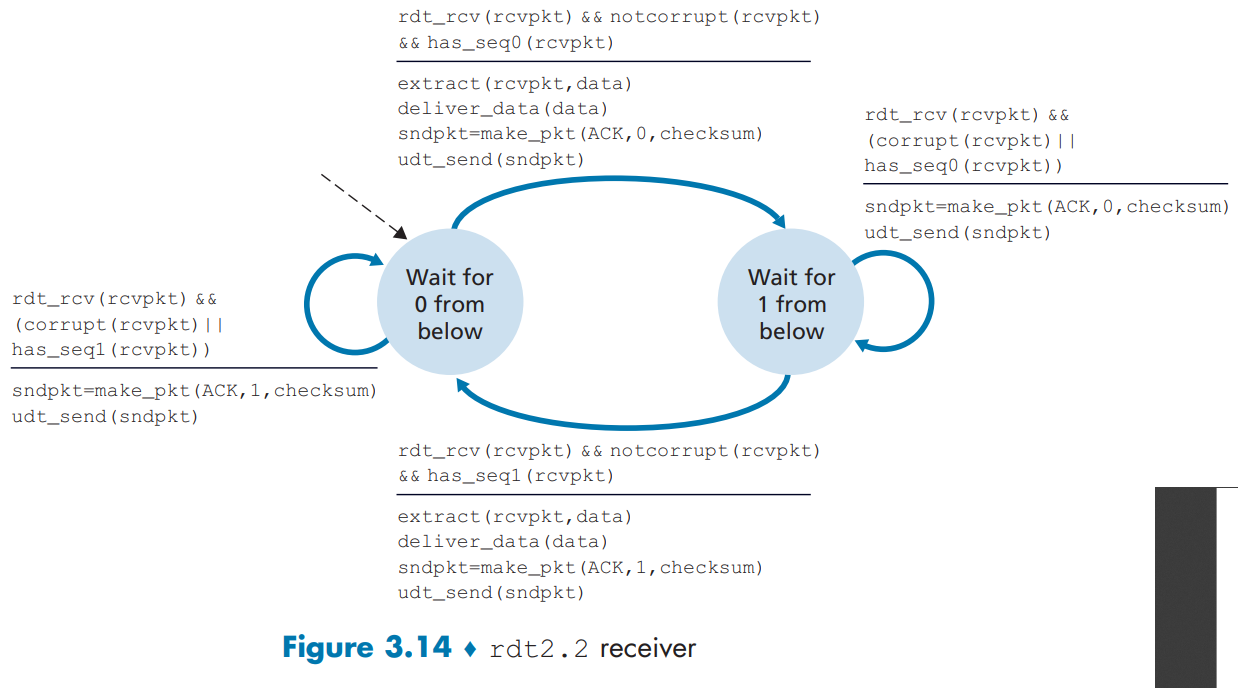 rdt_rcv(rcvpkt) && notcorrupt(rcvpkt)
&& has_seq0(rcvpkt)
extract(rcvpkt,data)
deliver_data(data)
sndpkt=make_pkt(ACK,0,checksum)
udt_send(sndpkt)
rdt_rcv(rcvpkt) &&
(corrupt(rcvpkt)||
has_seq0(rcvpkt))
sndpkt=make_pkt(ACK,0,checksum)
udt_send(sndpkt)
Wait for
0 from
below
Wait for
1 from
below
rdt_rcv(rcvpkt) &&
(corrupt(rcvpkt)||
has_seq1(rcvpkt))
sndpkt=make_pkt(ACK,1,checksum)
udt_send(sndpkt)
rdt_rcv(rcvpkt) && notcorrupt(rcvpkt)
&& has_seq1(rcvpkt)
extract(rcvpkt,data)
deliver_data(data)
sndpkt=make_pkt(ACK,1,checksum)
udt_send(sndpkt)
Figure 3.14 ♦ rdt2.2 receiver